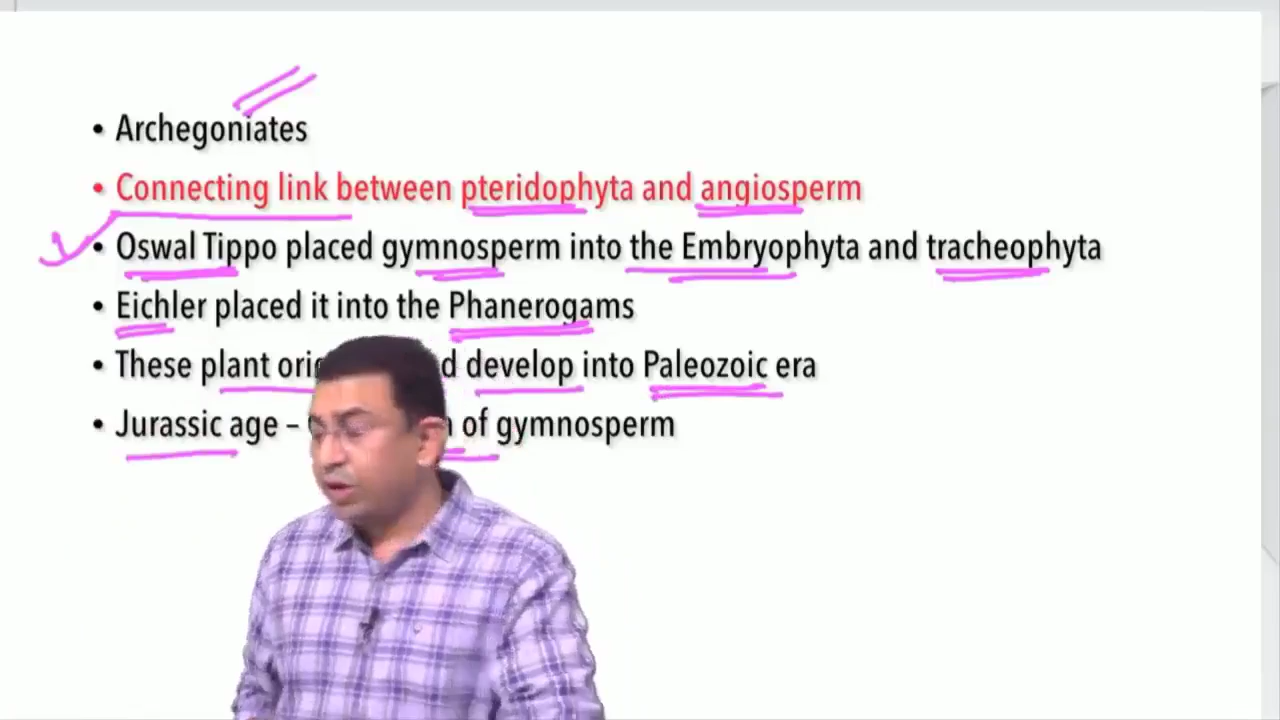 • Archegoniates
• Connecting link between pteridophyta and angiosperm
• Oswal Tippo placed gymnosperm into the Embryophyta and tracheophyta
• Eichler placed it into the Phanerogams
• These plant develop into Paleozoic era
• Jurassic age – of gymnosperm